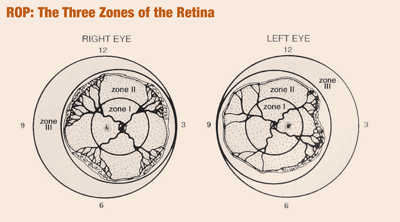 ROP: The Three Zones of the Retina
RIGHT EYE
12
zone II
zone I
zone
III
9
3
6
LEFT EYE
12
zone II
zone
III
zone I
9
3
6